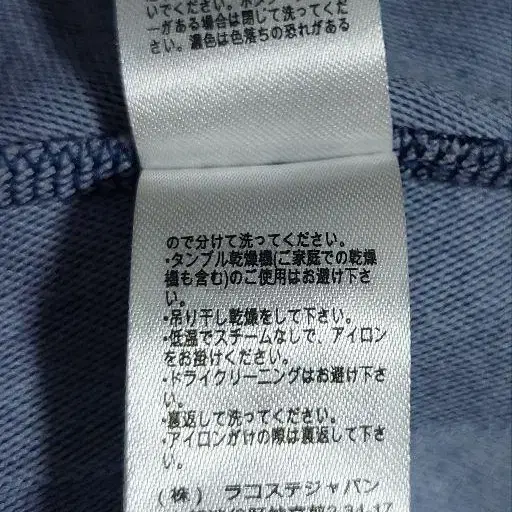 いでください。ボタンやファスナ
ーがある場合は閉じて洗ってくだ
さい。濃色は色落ちの恐れがある
ので分けて洗ってください。
・タンブル乾燥機(ご家庭での乾燥
機も含む)のご使用はお避け下さ
い。
・吊り干し乾燥をして下さい。
・低温でスチームなしで、アイロン
をお掛けください。
・ドライクリーニングはお避け下さ
い。
・裏返して洗ってください。
・アイロンがけの際は裏返して下さ
い。
(株) ラコステジャパン